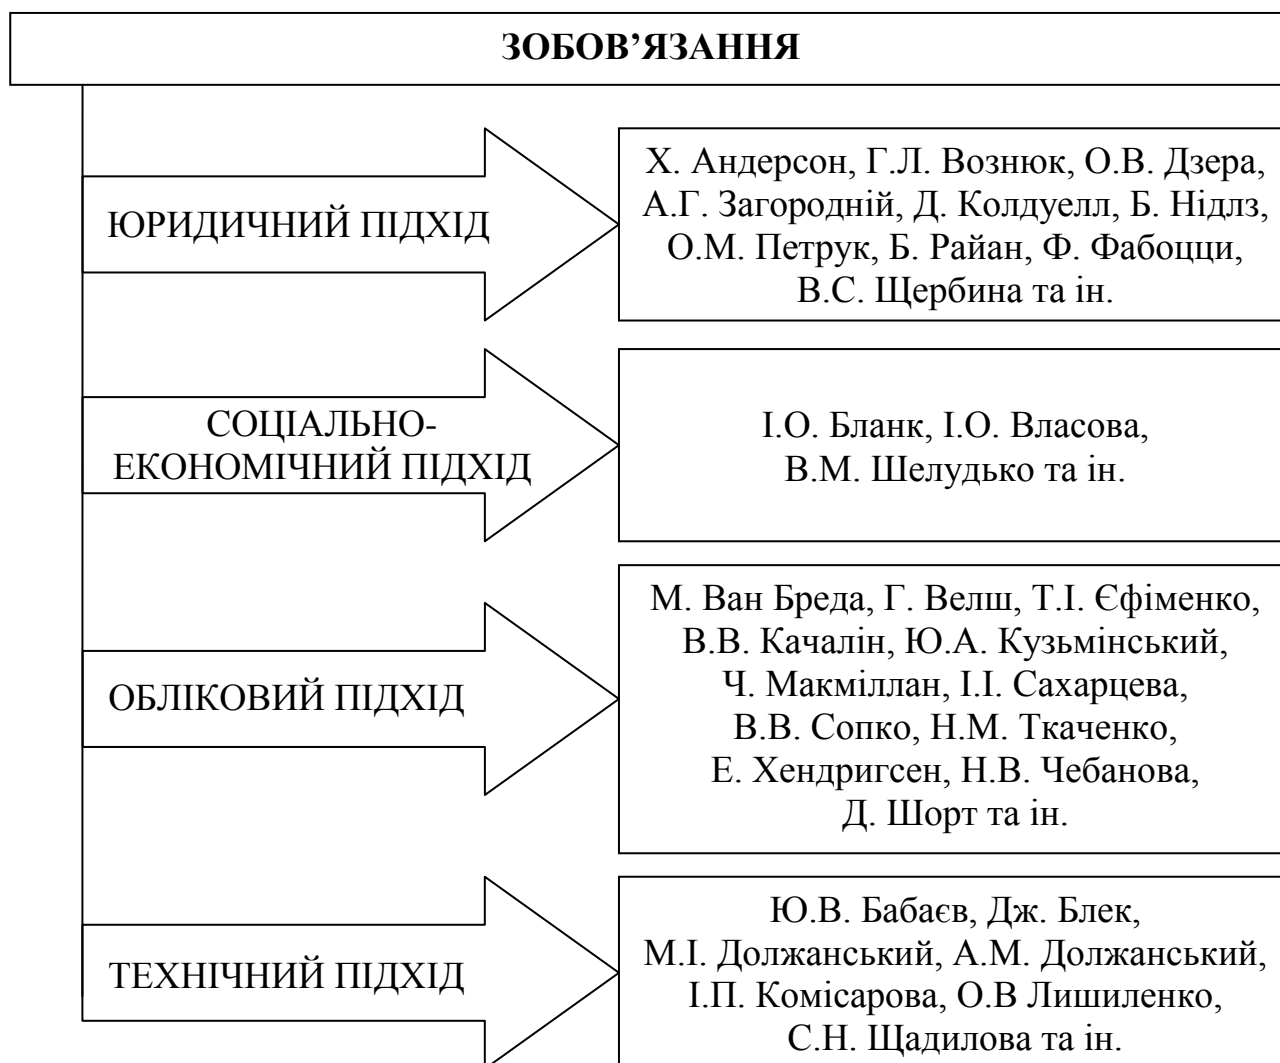 ЗОБОВ’ЯЗАННЯ
ЮРИДИЧНИЙ ПІДХІД
Х. Андерсон, Г.Л. Вознюк, О.В. Дзера,
А.Г. Загородній, Д. Колдуелл, Б. Нідлз,
О.М. Петрук, Б. Райан, Ф. Фабоцци,
В.С. Щербина та ін.
СОЦІАЛЬНО-
ЕКОНОМІЧНИЙ ПІДХІД
І.О. Бланк, І.О. Власова,
В.М. Шелудько та ін.
ОБЛІКОВИЙ ПІДХІД
М. Ван Бреда, Г. Велш, Т.І. Єфіменко,
В.В. Качалін, Ю.А. Кузьмінський,
Ч. Макміллан, І.І. Сахарцева,
В.В. Сопко, Н.М. Ткаченко,
Е. Хендригсен, Н.В. Чебанова,
Д. Шорт та ін.
ТЕХНІЧНИЙ ПІДХІД
Ю.В. Бабаєв, Дж. Блек,
М.І. Должанський, А.М. Должанський,
І.П. Комісарова, О.В Лишиленко,
С.Н. Щадилова та ін.